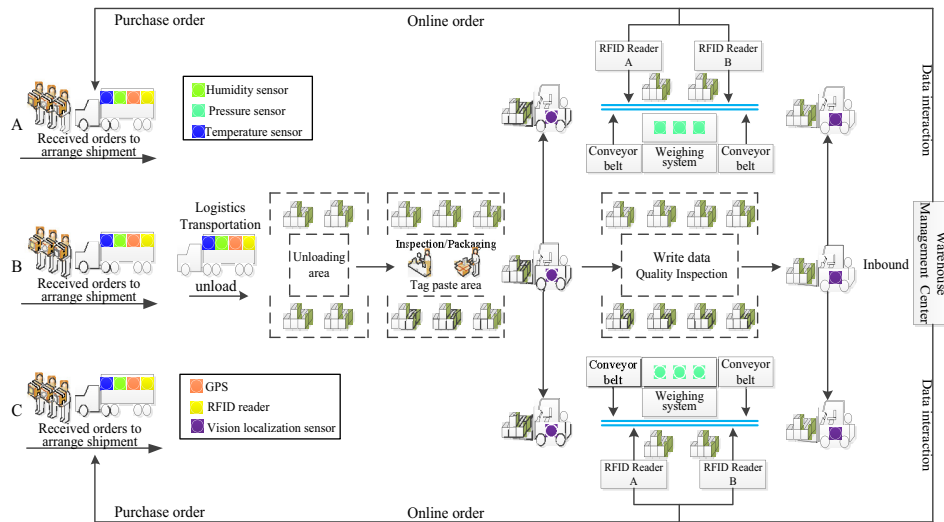 Purchase order
Online order
RFID Reader
A
RFID Reader
B
Data interaction
Humidity sensor
Pressure sensor
Temperature sensor
A
Received orders to
arrange shipment
Conveyor
belt
Weighing
system
Conveyor
belt
Logistics
Transportation
unload
Unloading
area
Inspection/Packaging
Tag paste area
Write data
Quality Inspection
Inbound
Warehouse
Management Center
B
Received orders to
arrange shipment
GPS
RFID reader
Vision localization sensor
C
Received orders to
arrange shipment
Conveyor
belt
Weighing
system
Conveyor
belt
RFID Reader
A
RFID Reader
B
Data interaction
Purchase order
Online order